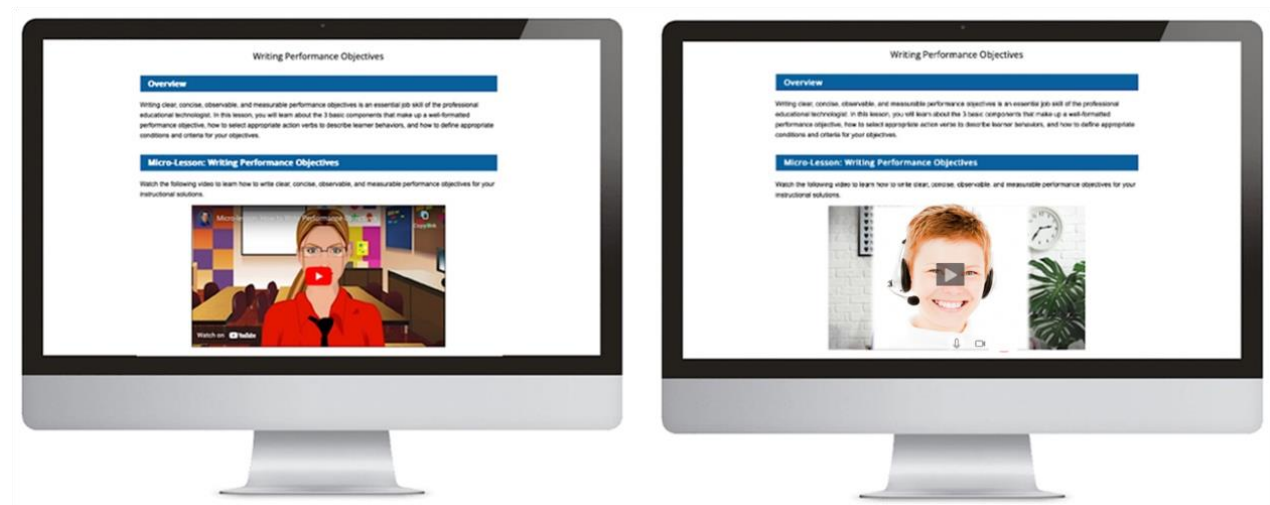 Writing Performance Objectives
Overview
Writing clear, concise, observable, and measurable performance objectives is an essential job skill of the professional
educational technologist. In this lesson, you will learn about the 3 basic components that make up a well-formatted
performance objective, how to select appropriate action verbs to describe learner behaviors, and how to define appropriate
conditions and criteria for your objectives.
Micro-Lesson: Writing Performance Objectives
Watch the following video to learn how to write clear, concise, observable, and measurable performance objectives for your
instructional solutions.
Micro-lesson: How to Write Performance
Copy link
Watch on YouTube
Writing Performance Objectives
Overview
Writing clear, concise, observable, and measurable performance objectives is an essential job skill of the professional
educational technologist. In this lesson, you will learn about the 3 basic components that make up a well-formatted
performance objective, how to select appropriate action verbs to describe learner behaviors, and how to define appropriate
conditions and criteria for your objectives.
Micro-Lesson: Writing Performance Objectives
Watch the following video to learn how to write clear, concise, observable, and measurable performance objectives for your
instructional solutions.